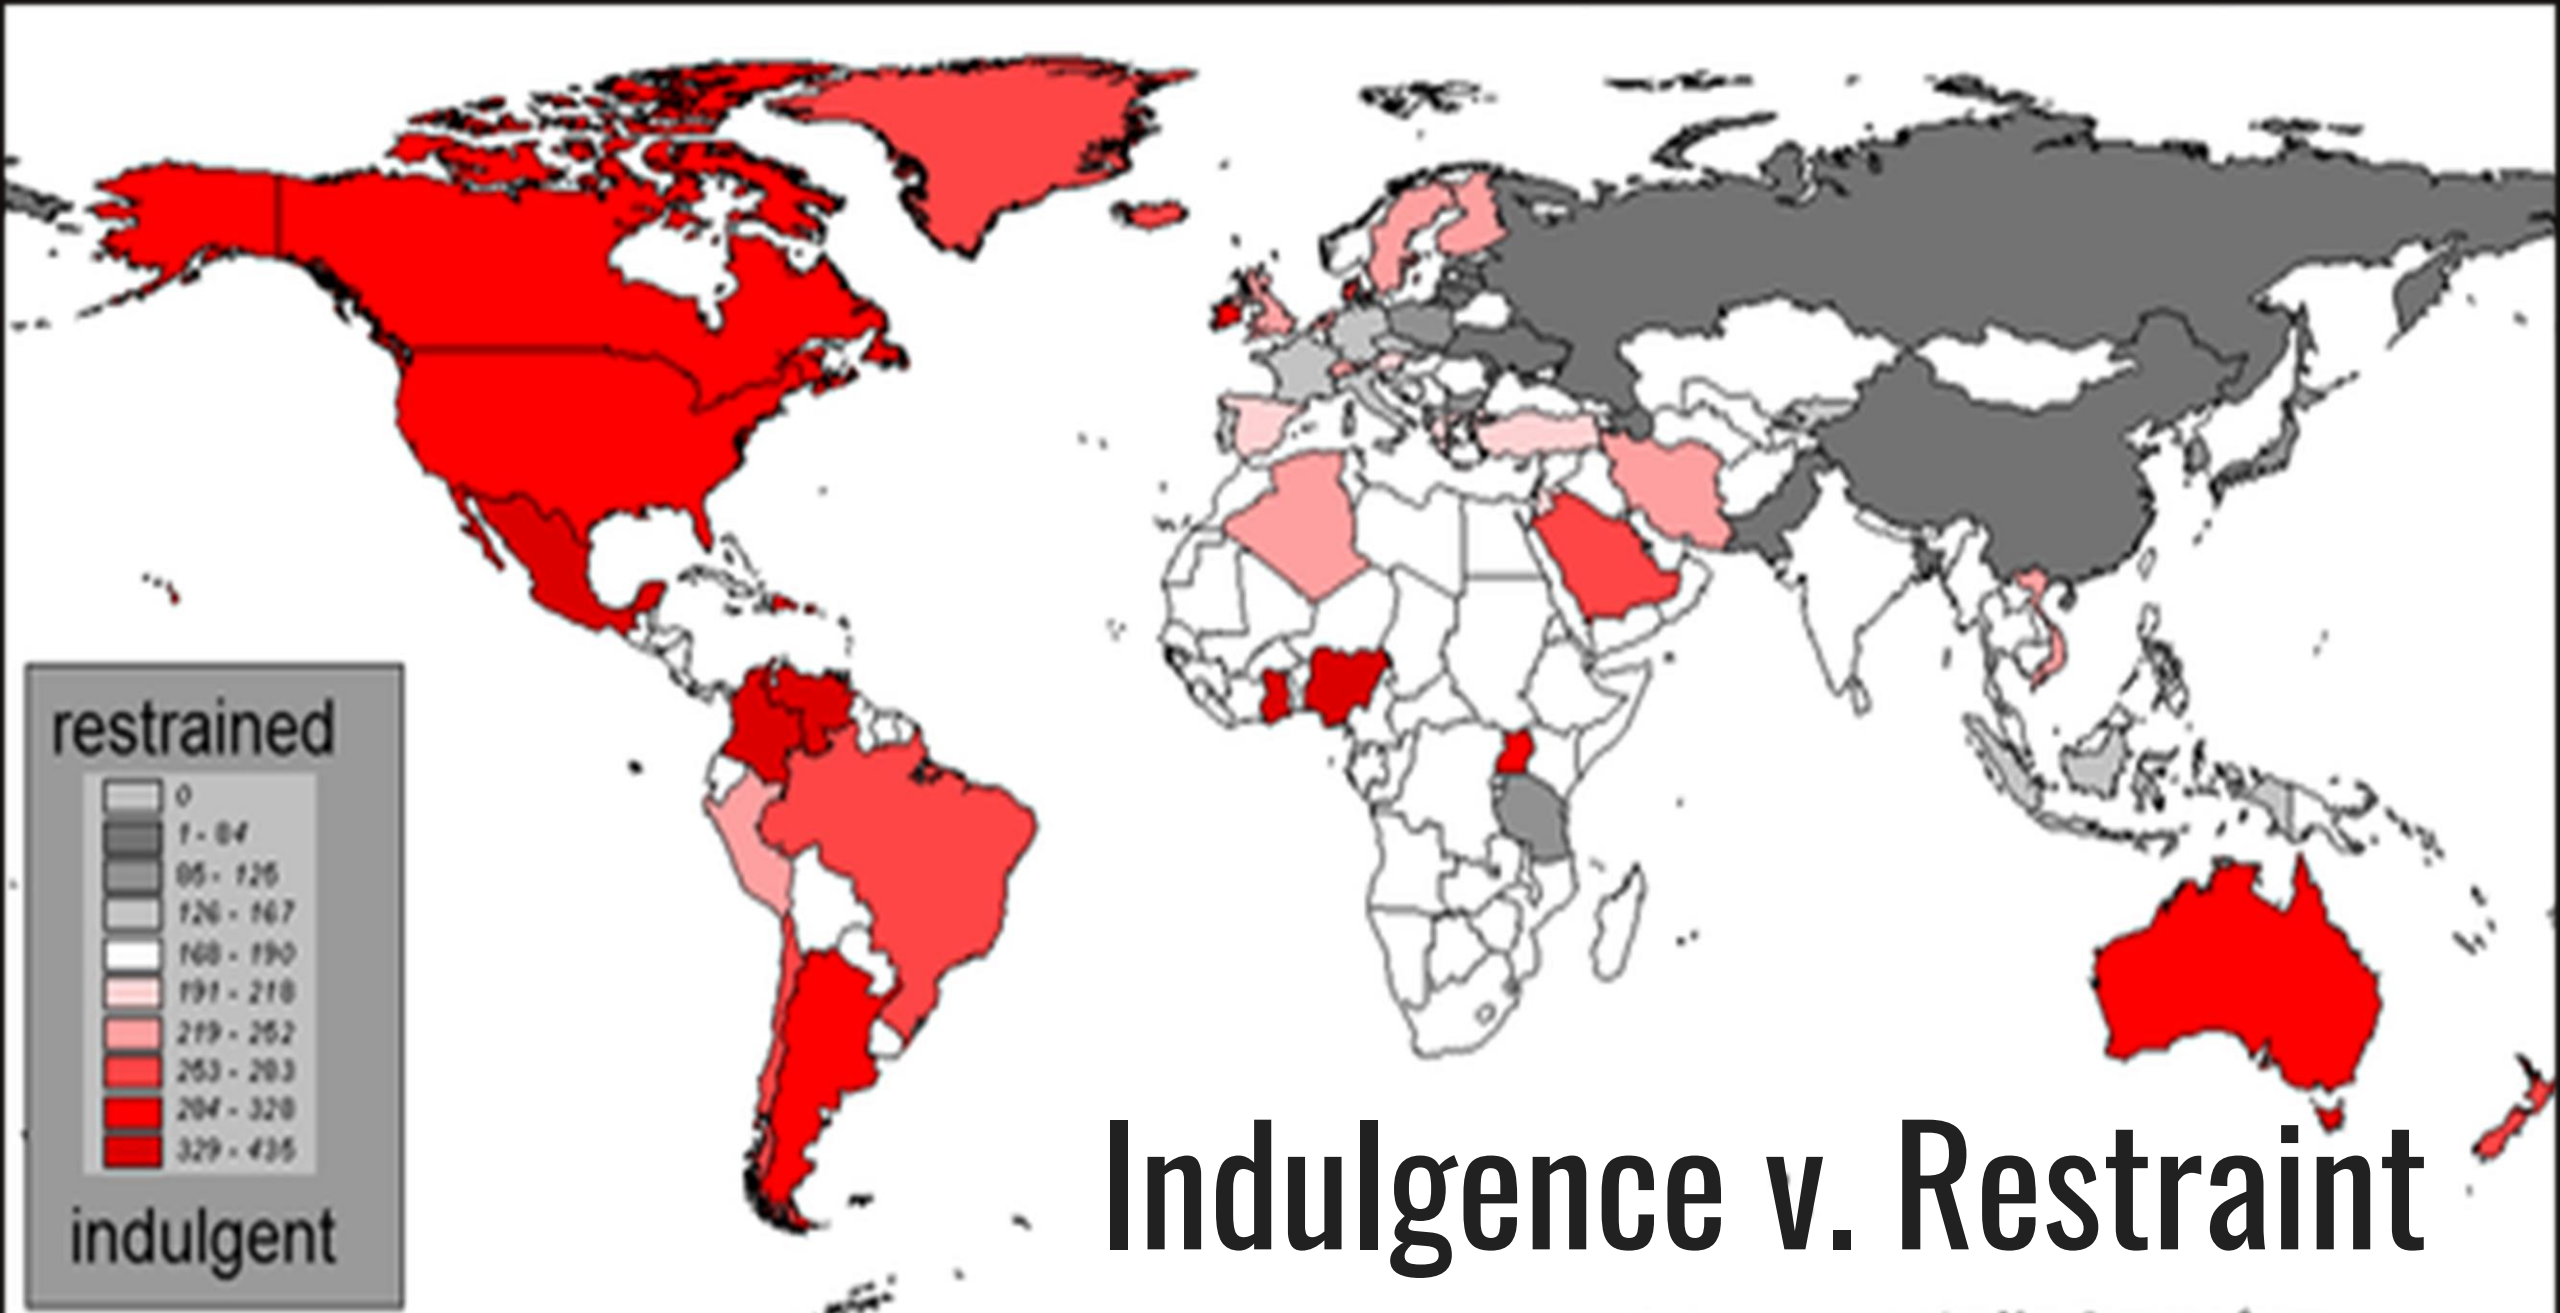 restrained
0
1 - 84
85 - 125
126 - 167
168 - 190
191 - 218
219 - 252
253 - 283
284 - 328
329 - 435
indulgent
Indulgence v. Restraint